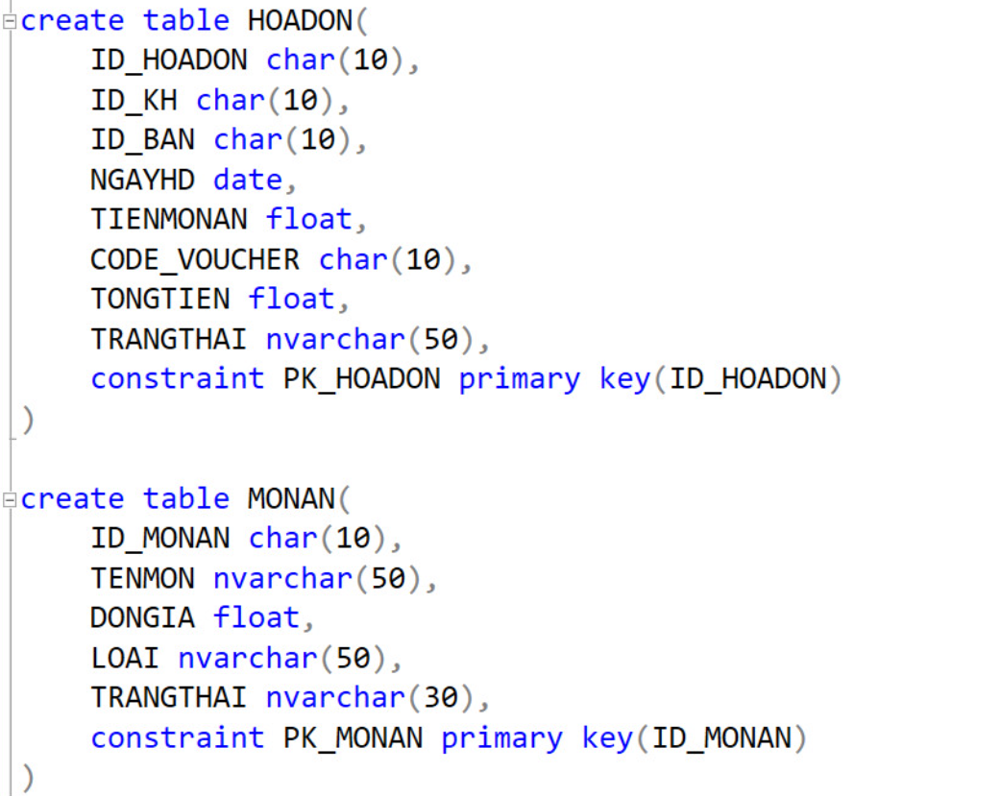 create table HOADON(
ID_HOADON char(10),
ID_KH char(10),
ID_BAN char(10),
NGAYHD date,
TIENMONAN float,
CODE_VOUCHER char(10),
TONGTIEN float,
TRANGTHAI nvarchar(50),
constraint PK_HOADON primary key(ID_HOADON)
)
create table MONAN(
ID_MONAN char(10),
TENMON nvarchar(50),
DONGIA float,
LOAI nvarchar(50),
TRANGTHAI nvarchar(30),
constraint PK_MONAN primary key(ID_MONAN)
)